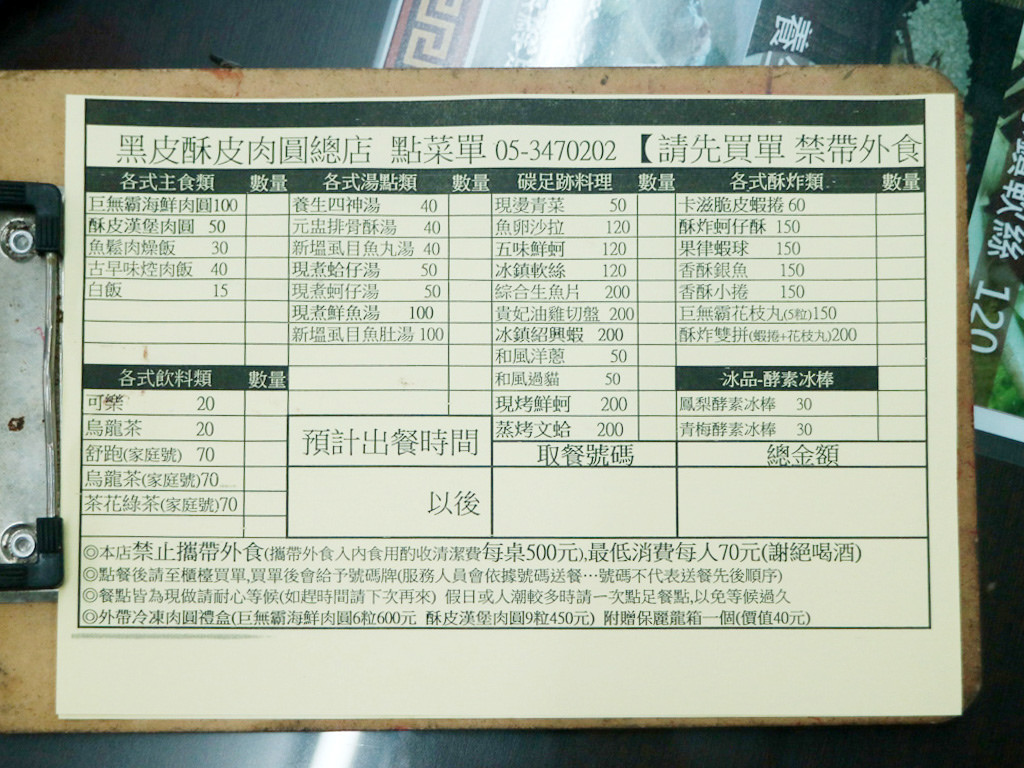 黑皮酥皮肉圓總店 點菜單 05-3470202 【請先買單 禁帶外食
各式主食類 數量 各式湯點類 數量 碳足跡料理 數量 各式酥炸類 數量
巨無霸海鮮肉圓100 養生四神湯 40 現燙青菜 50 卡滋脆皮蝦捲 60
酥皮漢堡肉圓 50 元盅排骨酥湯 40 魚卵沙拉 120 酥炸蚵仔酥 150
魚鬆肉燥飯 30 新塭虱目魚丸湯 40 五味鮮蚵 120 果律蝦球 150
古早味焢肉飯 40 現煮蛤仔湯 50 冰鎮軟絲 120 香酥銀魚 150
白飯 15 現煮蚵仔湯 50 綜合生魚片 200 香酥小捲 150
現煮鮮魚湯 100 貴妃油雞切盤 200 巨無霸花枝丸(5粒)150
新塭虱目魚肚湯 100 冰鎮紹興蝦 200 酥炸雙拼(蝦捲+花枝丸)200
和風洋蔥 50
各式飲料類 數量 和風過貓 50 冰品-酵素冰棒
可樂 20 現烤鮮蚵 200 鳳梨酵素冰棒 30
烏龍茶 20 預計出餐時間 蒸烤文蛤 200 青梅酵素冰棒 30
舒跑(家庭號) 70 取餐號碼 總金額
烏龍茶(家庭號)70
茶花綠茶(家庭號)70 以後
◎本店禁止攜帶外食(攜帶外食入內食用酌收清潔費每桌500元),最低消費每人70元(謝絕喝酒)
◎點餐後請至櫃檯買單,買單後會給予號碼牌(服務人員會依據號碼送餐…號碼不代表送餐先後順序)
◎餐點皆為現做請耐心等候(如趕時間請下次再來) 假日或人潮較多時請一次點足餐點,以免等候過久
◎外帶冷凍肉圓禮盒(巨無霸海鮮肉圓6粒600元 酥皮漢堡肉圓9粒450元) 附贈保麗龍箱一個(價值40元)
養
軟絲
120